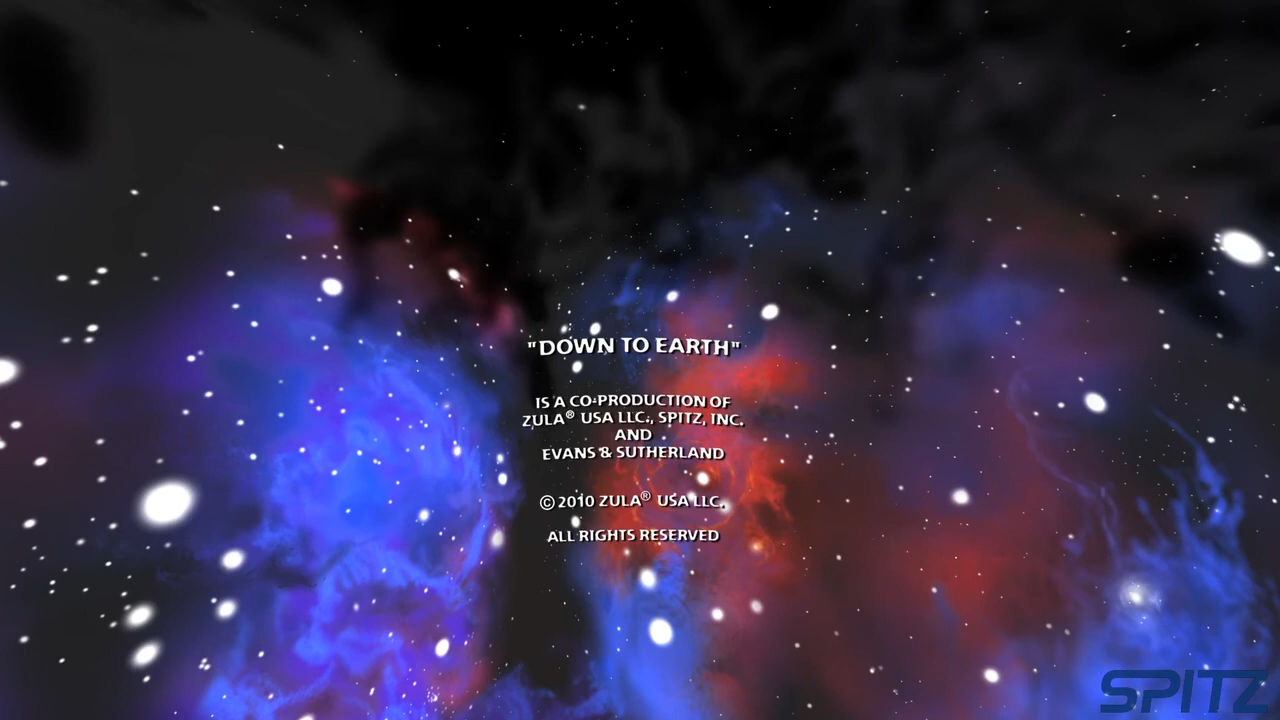 "DOWN TO EARTH"
IS A CO-PRODUCTION OF
ZULA® USA LLC., SPITZ, INC.
AND
EVANS & SUTHERLAND
© 2010 ZULA® USA LLC.
ALL RIGHTS RESERVED
SPITZ